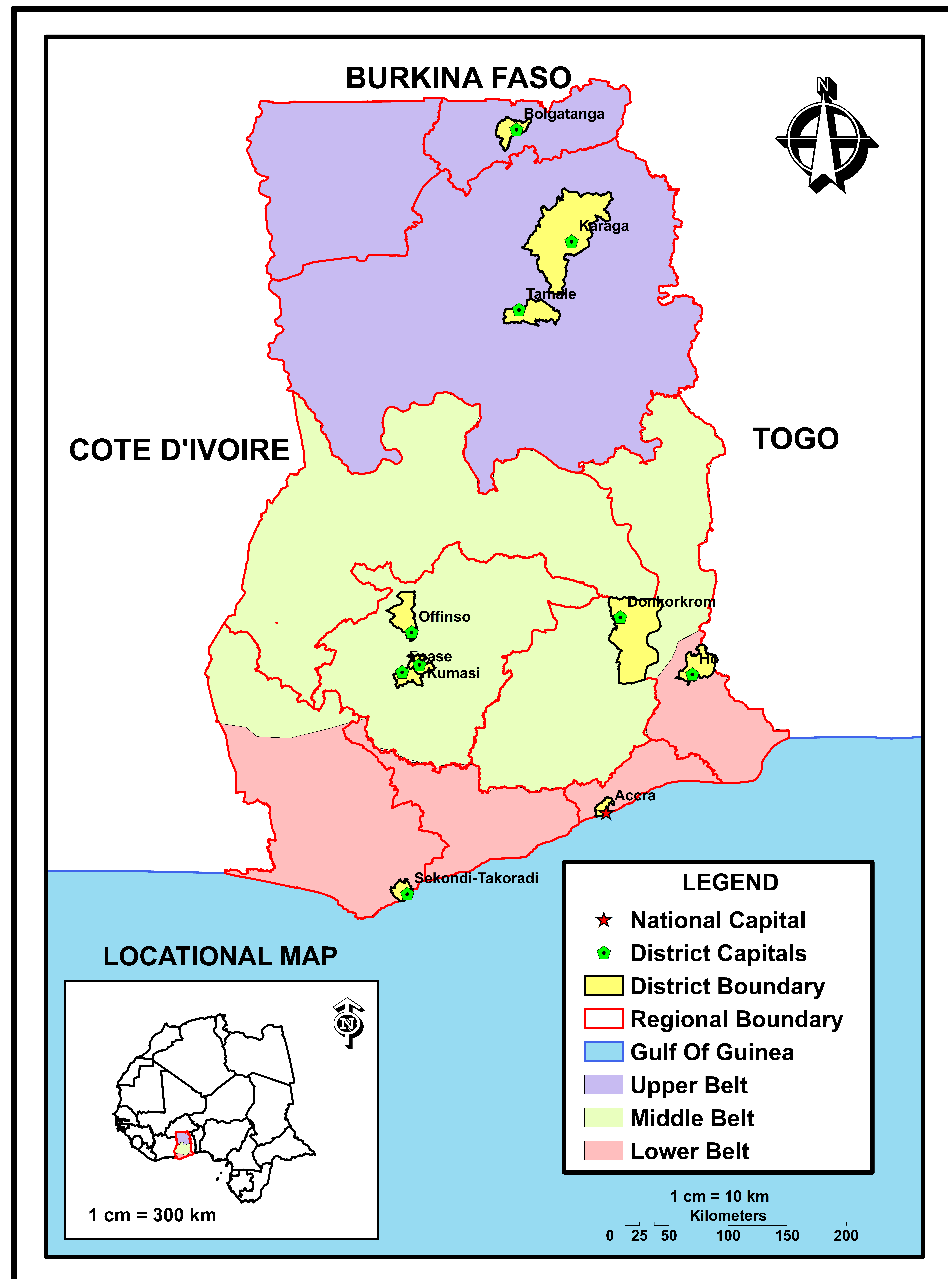 BURKINA FASO
N
Bolgatanga
Karaga
Tamale
COTE D'IVOIRE
TOGO
Offinso
Donkorkrom
Foase
Kumasi
Ho
Accra
Sekondi-Takoradi
LEGEND
National Capital
District Capitals
District Boundary
Regional Boundary
Gulf Of Guinea
Upper Belt
Middle Belt
Lower Belt
LOCATIONAL MAP
N
1 cm = 300 km
1 cm = 10 km
Kilometers
0 25 50 100 150 200